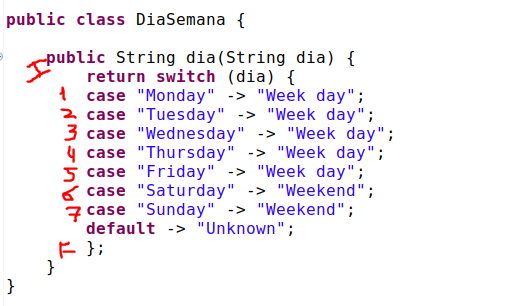 public class DiaSemana {
public String dia(String dia) {
I return switch (dia) {
1 case "Monday" -> "Week day";
2 case "Tuesday" -> "Week day";
3 case "Wednesday" -> "Week day";
4 case "Thursday" -> "Week day";
5 case "Friday" -> "Week day";
6 case "Saturday" -> "Weekend";
7 case "Sunday" -> "Weekend";
default -> "Unknown";
F };
}
}